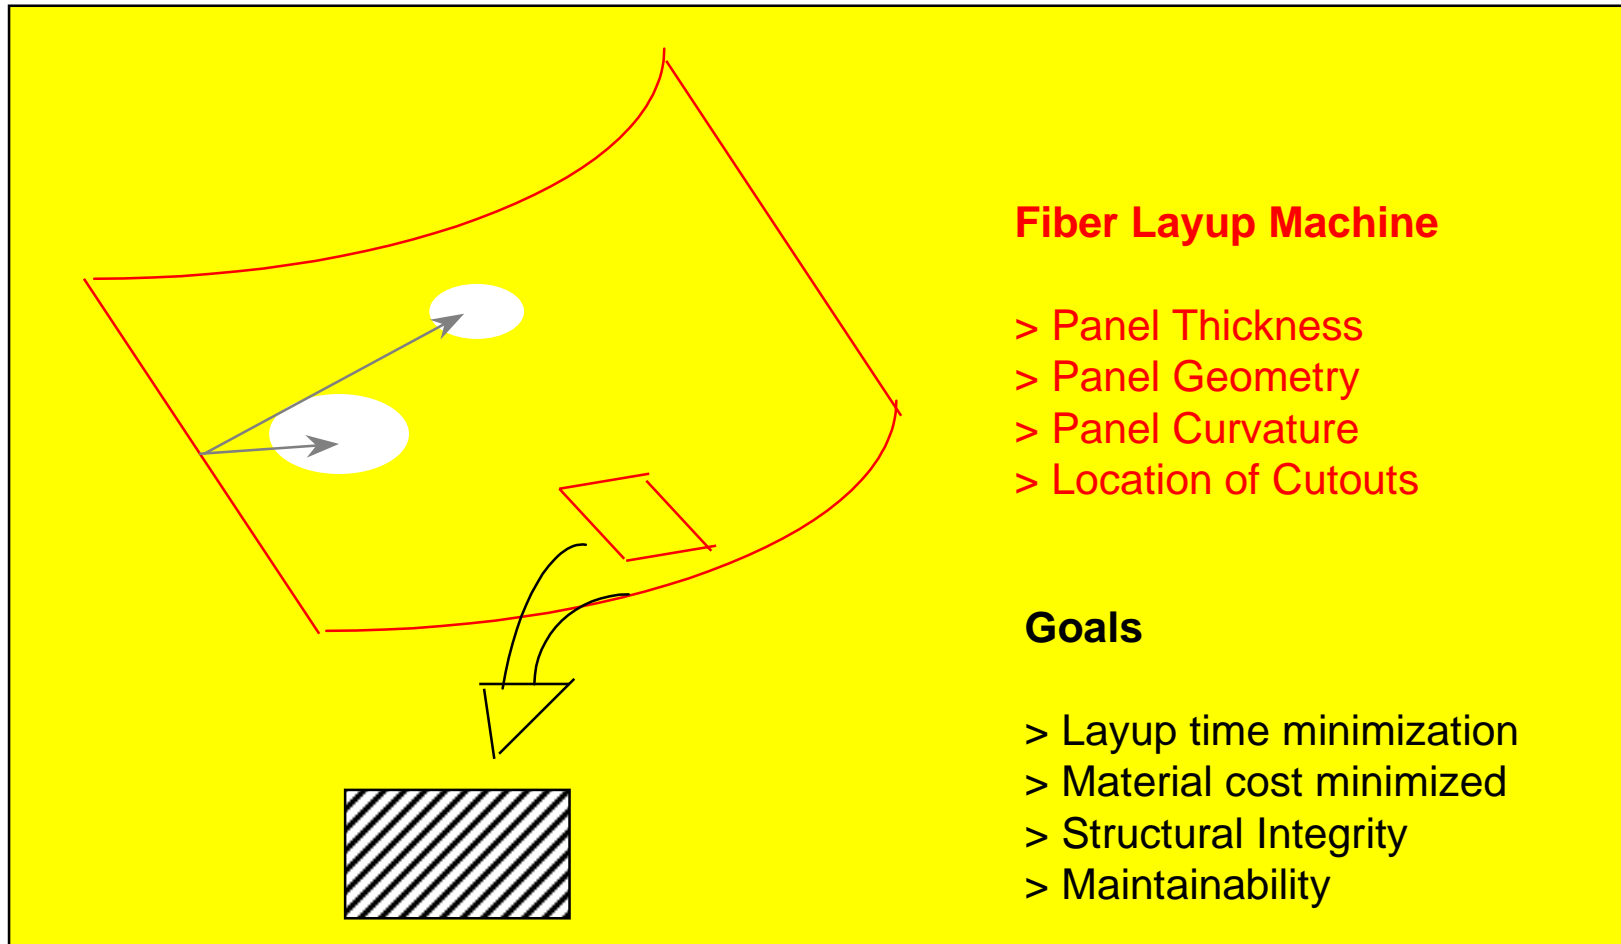 Fiber Layup Machine
> Panel Thickness
> Panel Geometry
> Panel Curvature
> Location of Cutouts
Goals
> Layup time minimization
> Material cost minimized
> Structural Integrity
> Maintainability